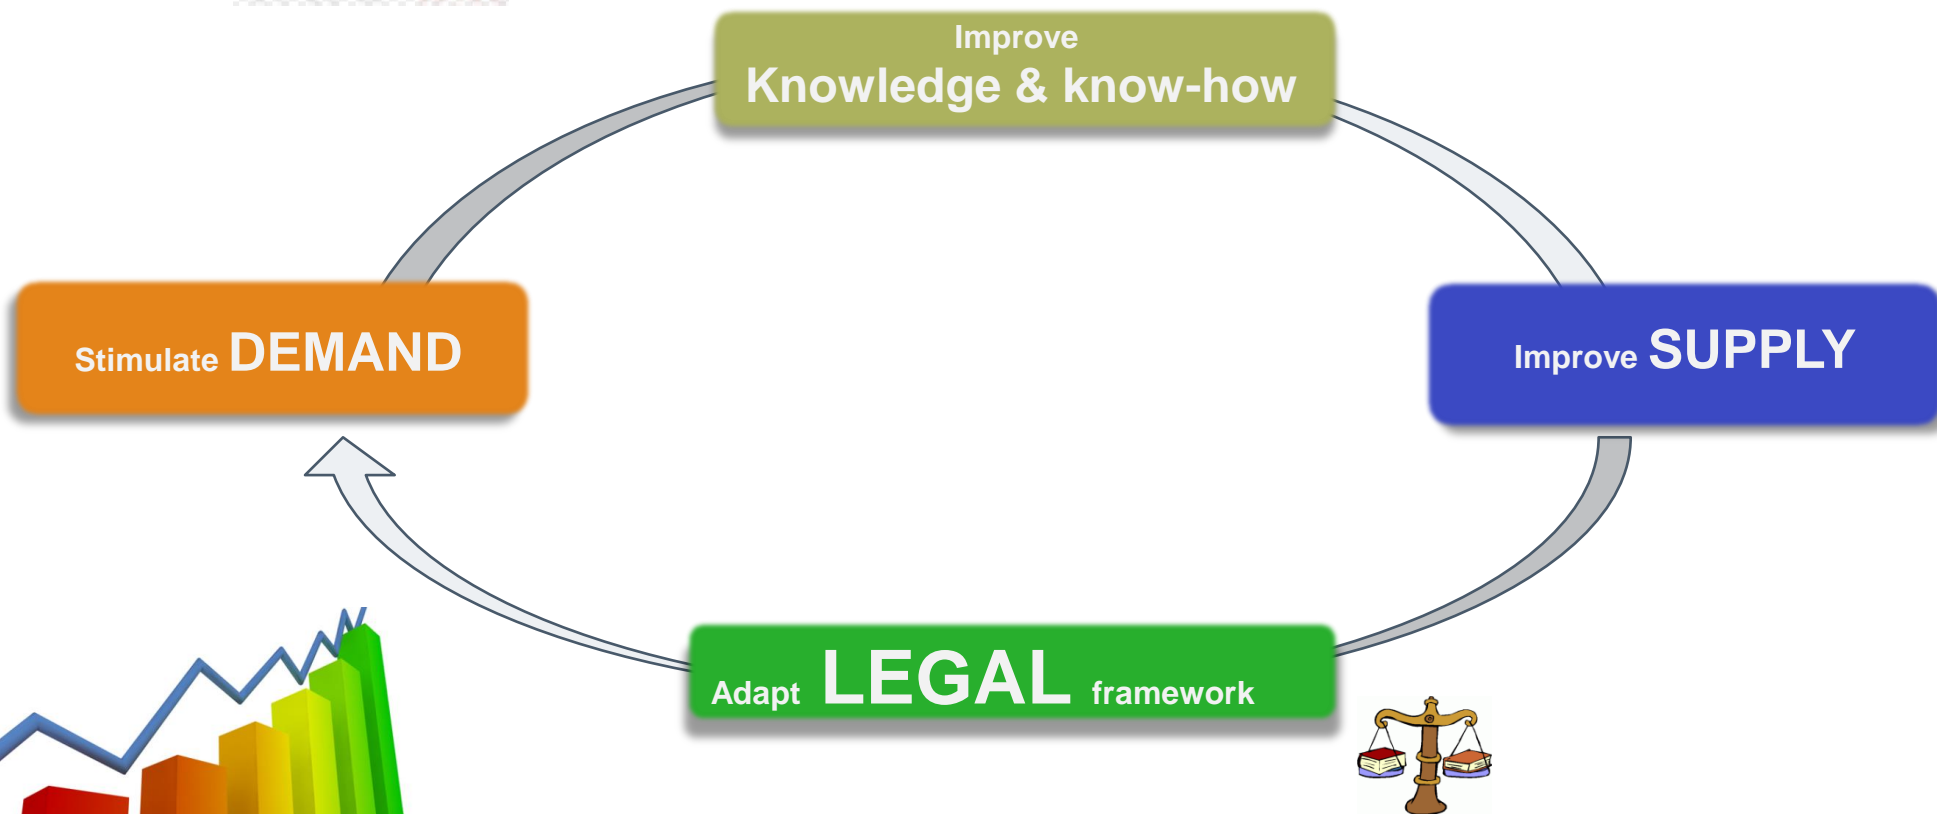 Improve
Knowledge & know-how
Stimulate DEMAND
Improve SUPPLY
Adapt LEGAL framework